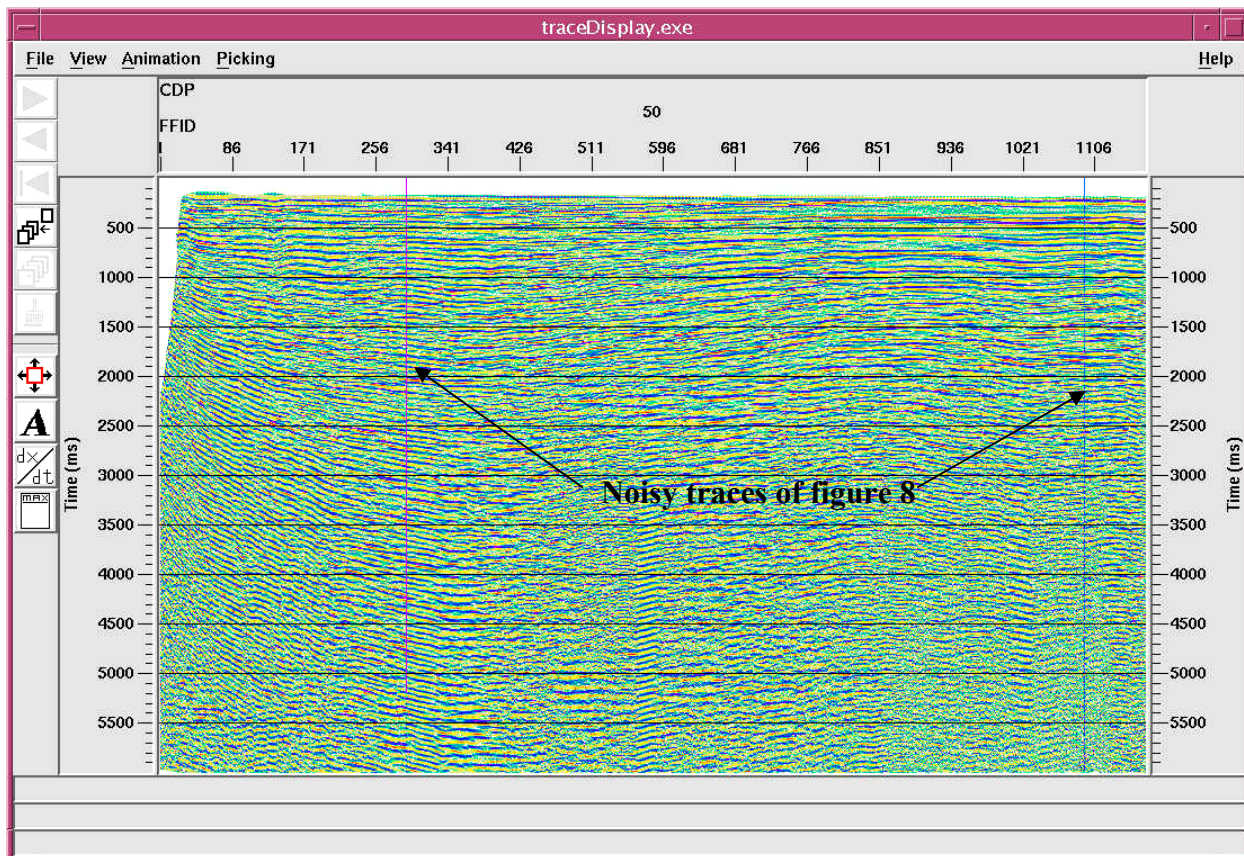 traceDisplay.exe
File View Animation Picking Help
CDP
50
FFID
1 86 171 256 341 426 511 596 681 766 851 936 1021 1106
500 500
1000 1000
1500 1500
2000 2000
2500 2500
3000 3000
3500 3500
4000 4000
4500 4500
5000 5000
5500 5500
Time (ms) Time (ms)
Noisy traces of figure 8
A
dx/dt
max